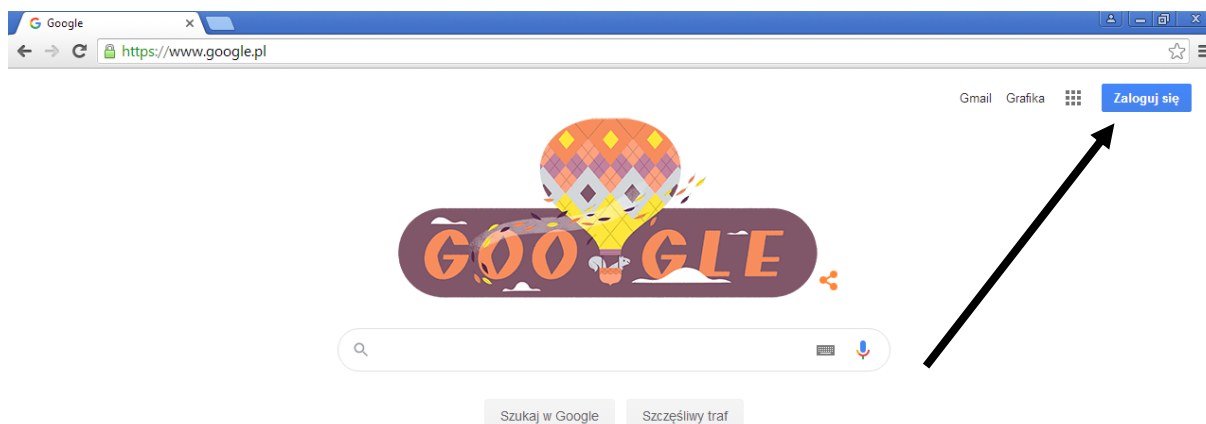 Google
https://www.google.pl
Gmail Grafika Zaloguj się
GOOGLE
Szukaj w Google Szczęśliwy traf